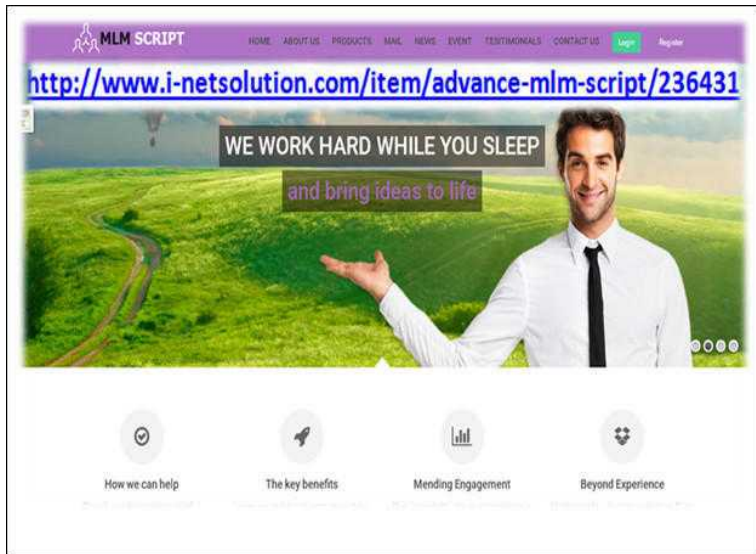 MLM SCRIPT
HOME ABOUT US PRODUCTS MAIL NEWS EVENT TESITIMONIALS CONTACT US Login Register
http://www.i-netsolution.com/item/advance-mlm-script/236431
WE WORK HARD WHILE YOU SLEEP
and bring ideas to life
How we can help The key benefits Mending Engagement Beyond Experience